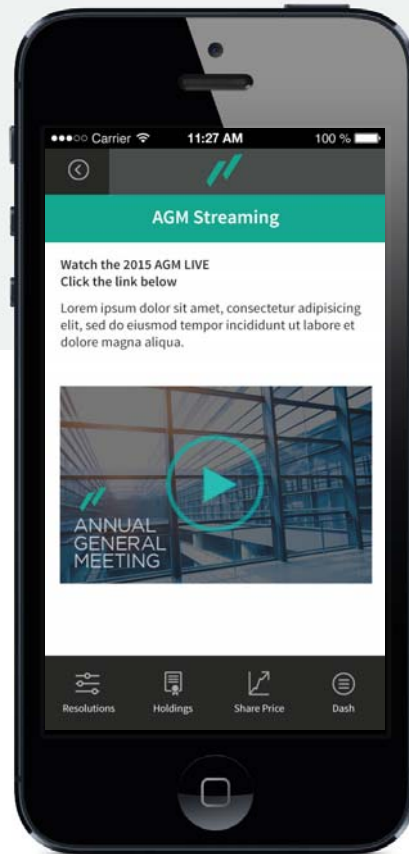 Carrier 11:27 AM 100 %
AGM Streaming
Watch the 2015 AGM LIVE
Click the link below
Lorem ipsum dolor sit amet, consectetur adipisicing
elit, sed do eiusmod tempor incididunt ut labore et
dolore magna aliqua.
ANNUAL
GENERAL
MEETING
Resolutions Holdings Share Price Dash